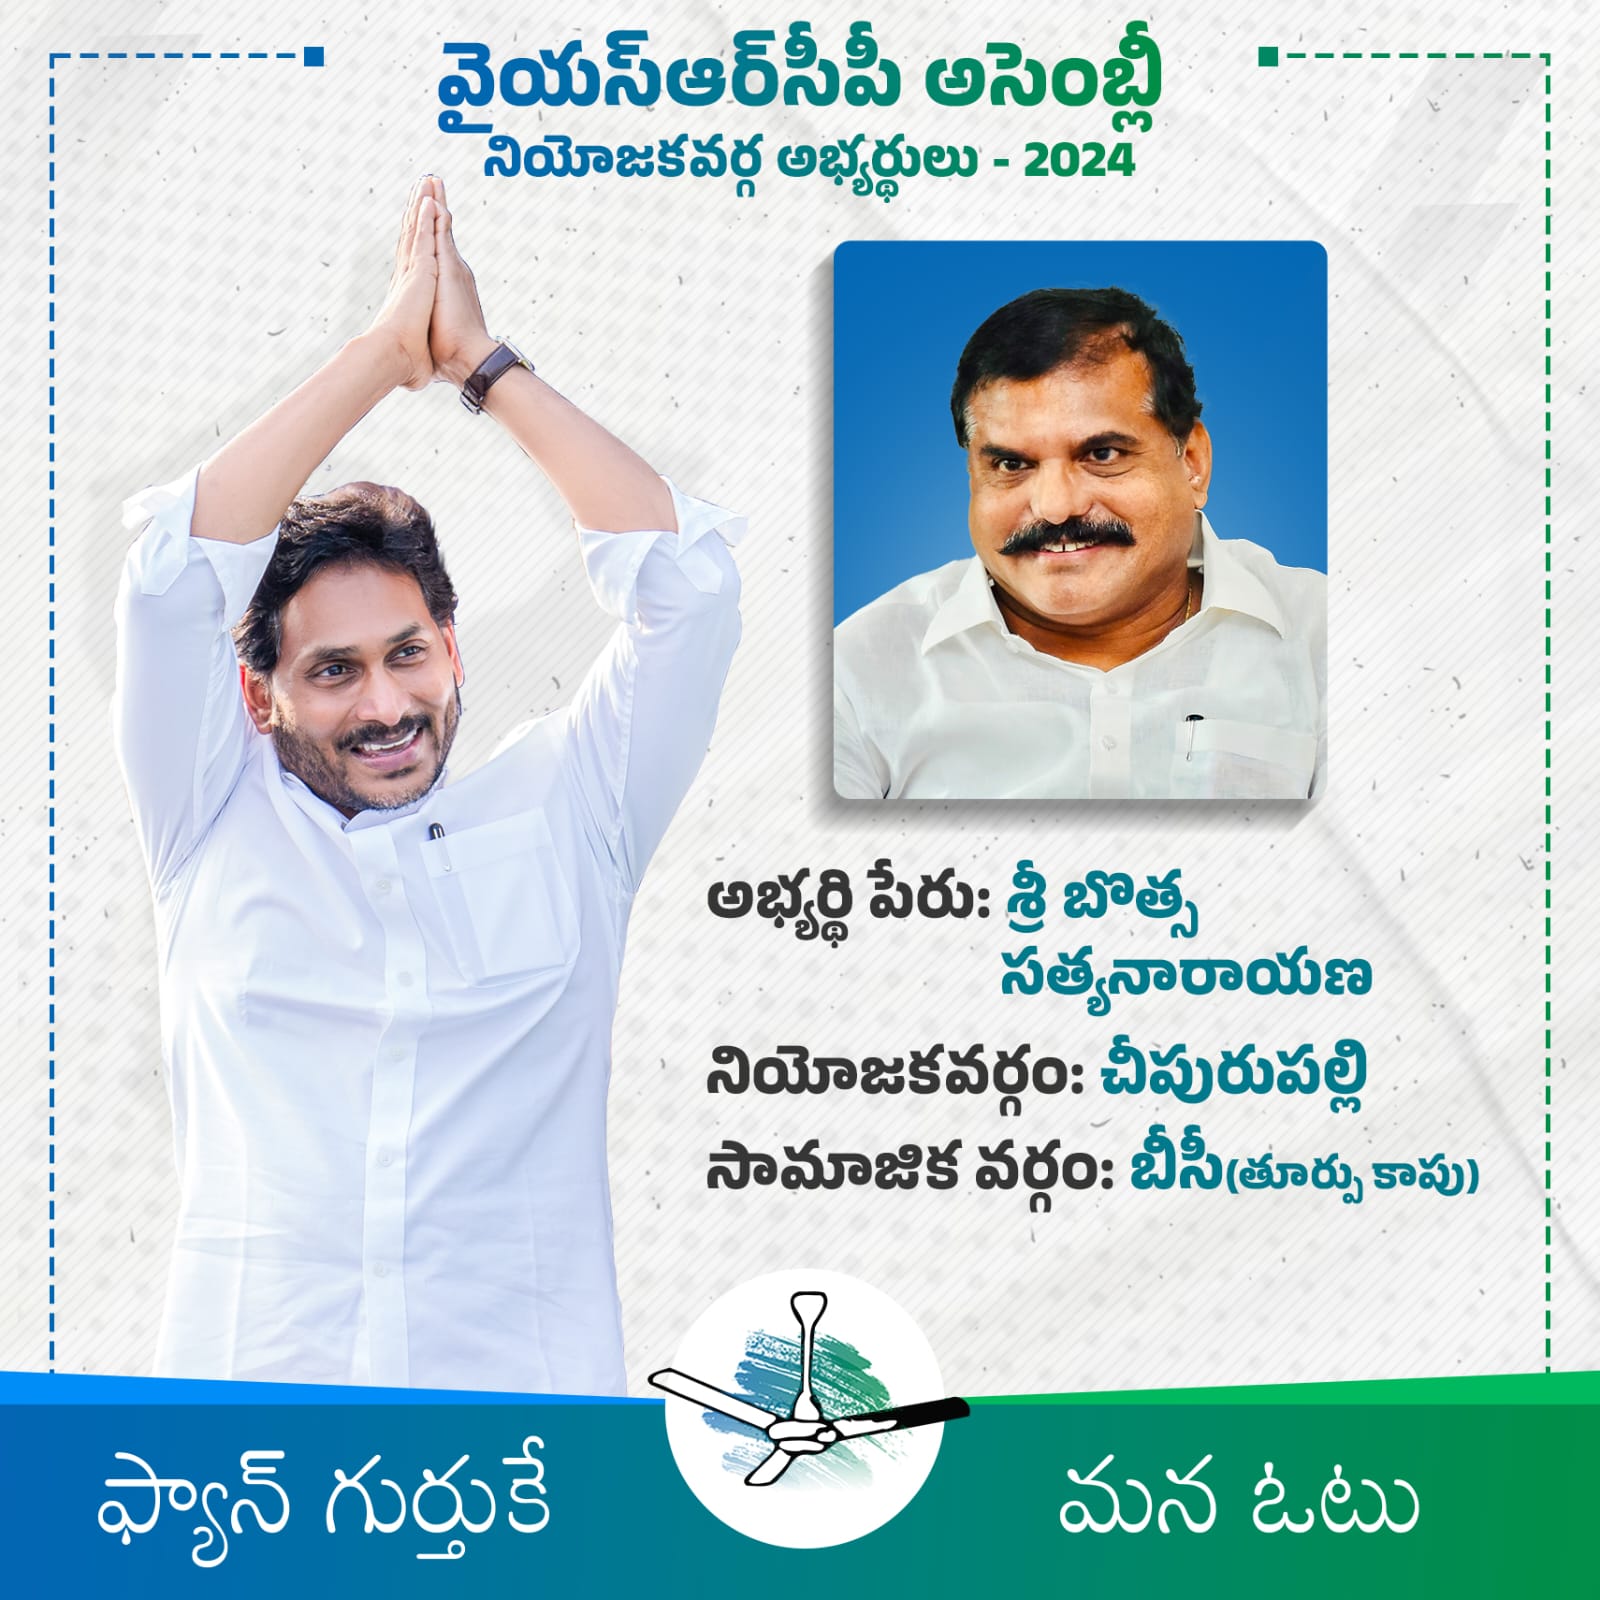 వైయస్ఆర్‌సీపీ అసెంబ్లీ
నియోజకవర్గ అభ్యర్థులు - 2024
అభ్యర్థి పేరు: శ్రీ బొత్స
సత్యనారాయణ
నియోజకవర్గం: చీపురుపల్లి
సామాజిక వర్గం: బీసీ(తూర్పు కాపు)
ఫ్యాన్ గుర్తుకే మన ఓటు